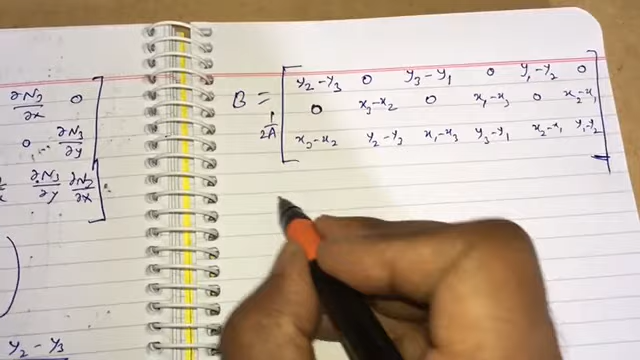 ∂N₃/∂x 0
0 ∂N₃/∂y
∂N₃/∂y ∂N₃/∂x
y₂ – y₃
B = 1/2A
y₂–y₃ 0 y₃–y₁ 0 y₁–y₂ 0
0 x₃–x₂ 0 x₁–x₃ 0 x₂–x₁
x₃–x₂ y₂–y₃ x₁–x₃ y₃–y₁ x₂–x₁ y₁–y₂